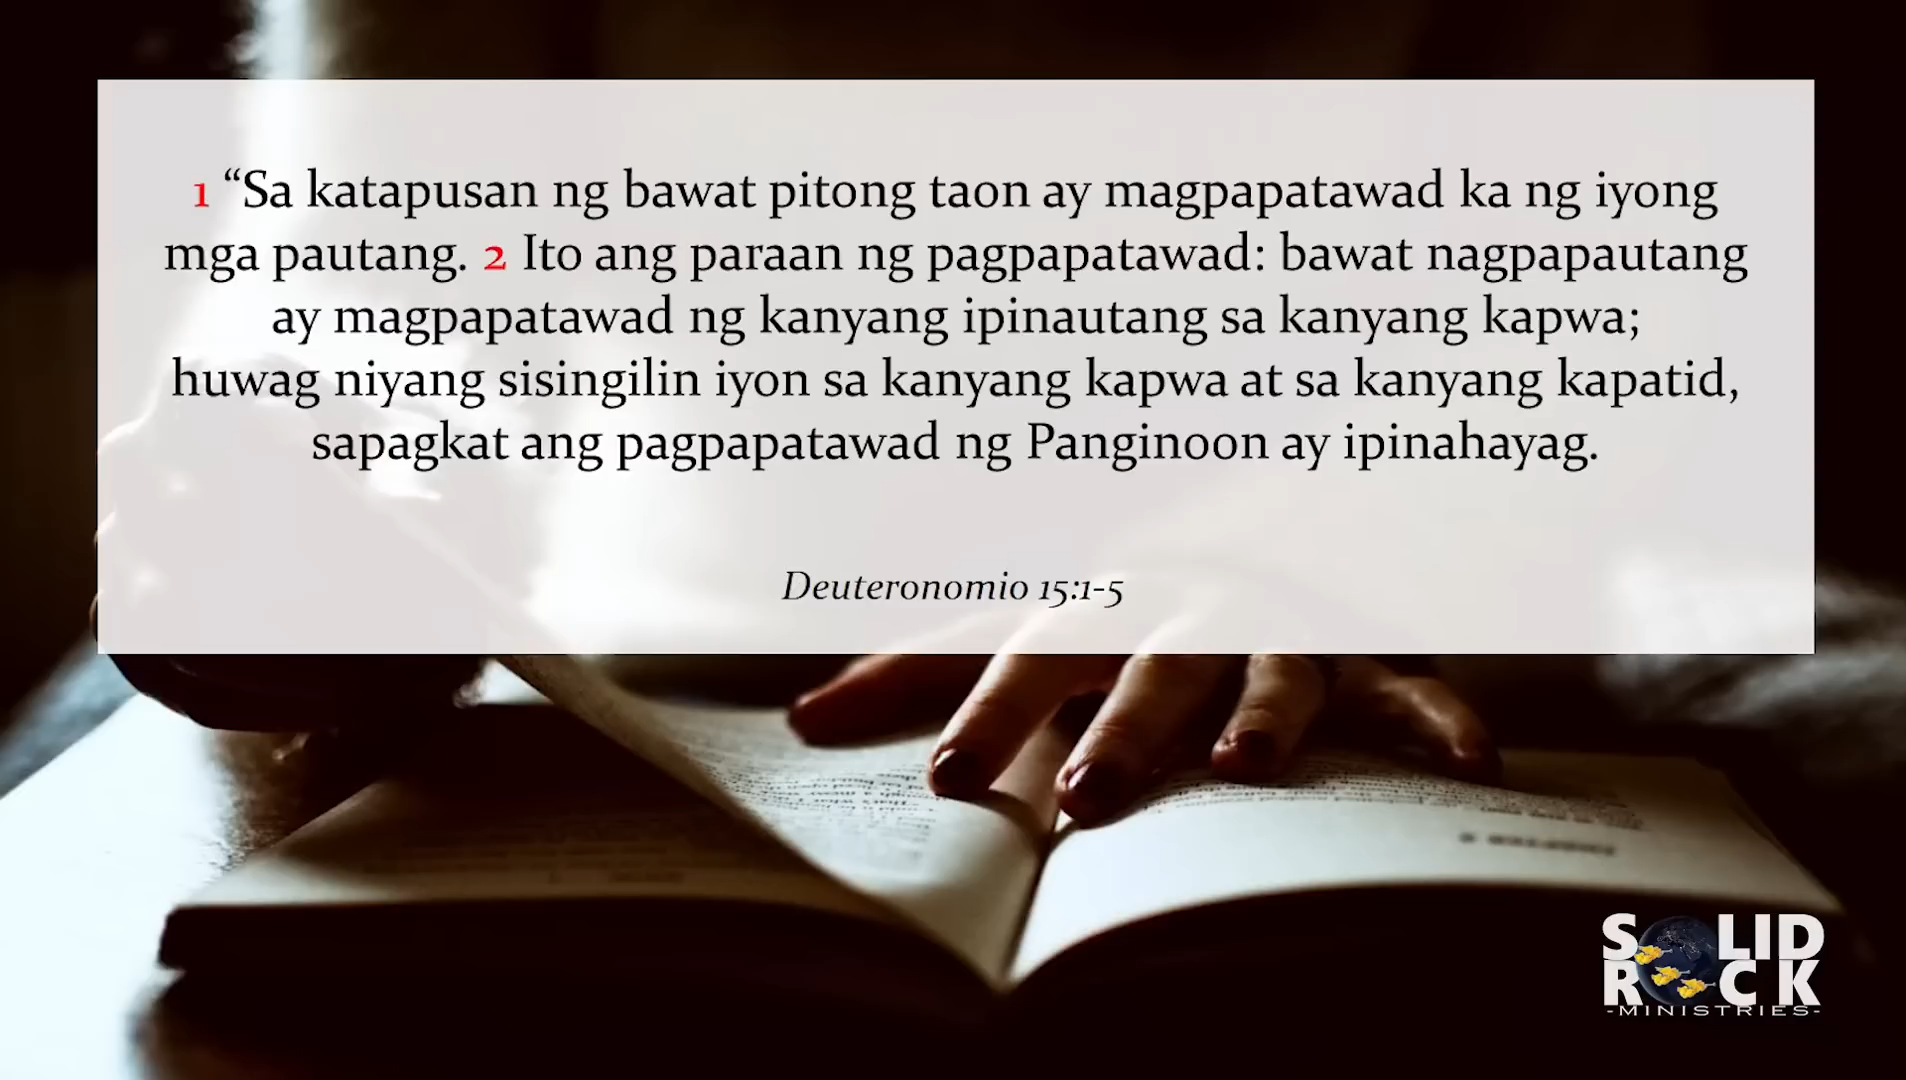 1 “Sa katapusan ng bawat pitong taon ay magpapatawad ka ng iyong
mga pautang. 2 Ito ang paraan ng pagpapatawad: bawat nagpapautang
ay magpapatawad ng kanyang ipinautang sa kanyang kapwa;
huwag niyang sisingilin iyon sa kanyang kapwa at sa kanyang kapatid,
sapagkat ang pagpapatawad ng Panginoon ay ipinahayag.
Deuteronomio 15:1-5
SOLID
ROCK
-MINISTRIES-